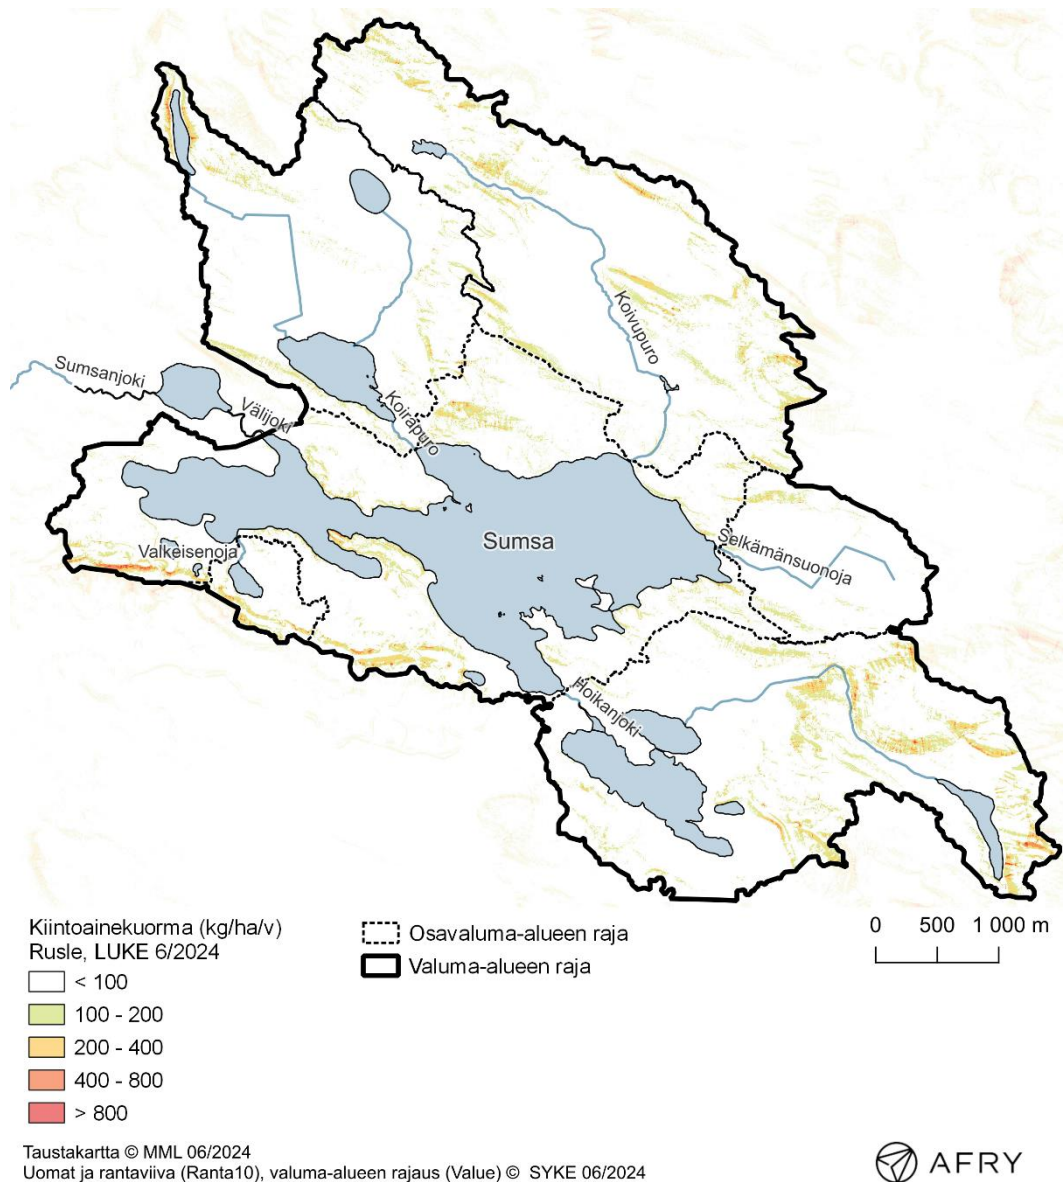 Koivupuro
Sumsanjoki
Välijoki
Koirapuro
Sumsa
Selkämänsuonoja
Valkeisenoja
Hoikanjoki
Kiintoainekuorma (kg/ha/v)
Rusle, LUKE 6/2024
< 100
100 - 200
200 - 400
400 - 800
> 800
Osavaluma-alueen raja
Valuma-alueen raja
0 500 1 000 m
Taustakartta © MML 06/2024
Uomat ja rantaviiva (Ranta10), valuma-alueen rajaus (Value) © SYKE 06/2024
AFRY